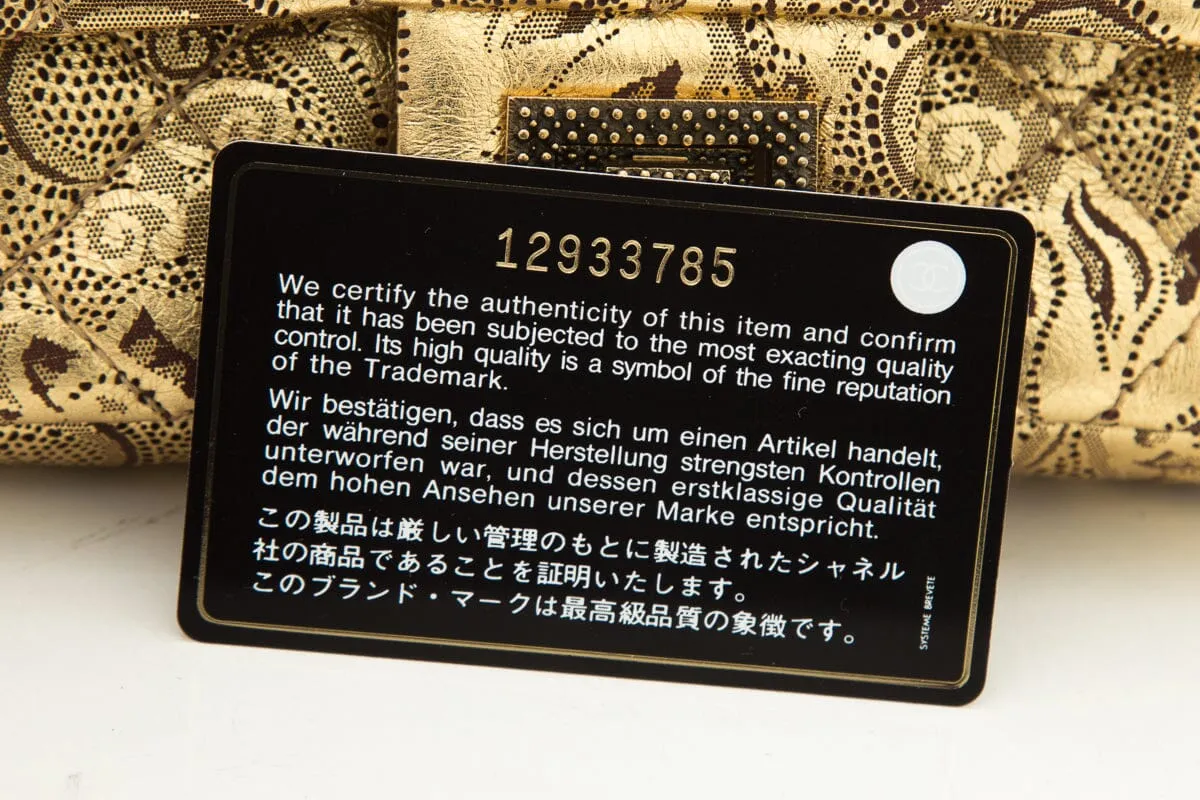 12933785
We certify the authenticity of this item and confirm
that it has been subjected to the most exacting quality
control. Its high quality is a symbol of the fine reputation
of the Trademark.
Wir bestätigen, dass es sich um einen Artikel handelt,
der während seiner Herstellung strengsten Kontrollen
unterworfen war, und dessen erstklassige Qualität
dem hohen Ansehen unserer Marke entspricht.
この製品は厳しい管理のもとに製造されたシャネル
社の商品であることを証明いたします。
このブランド・マークは最高級品質の象徴です。
SYSTEME BREVETE